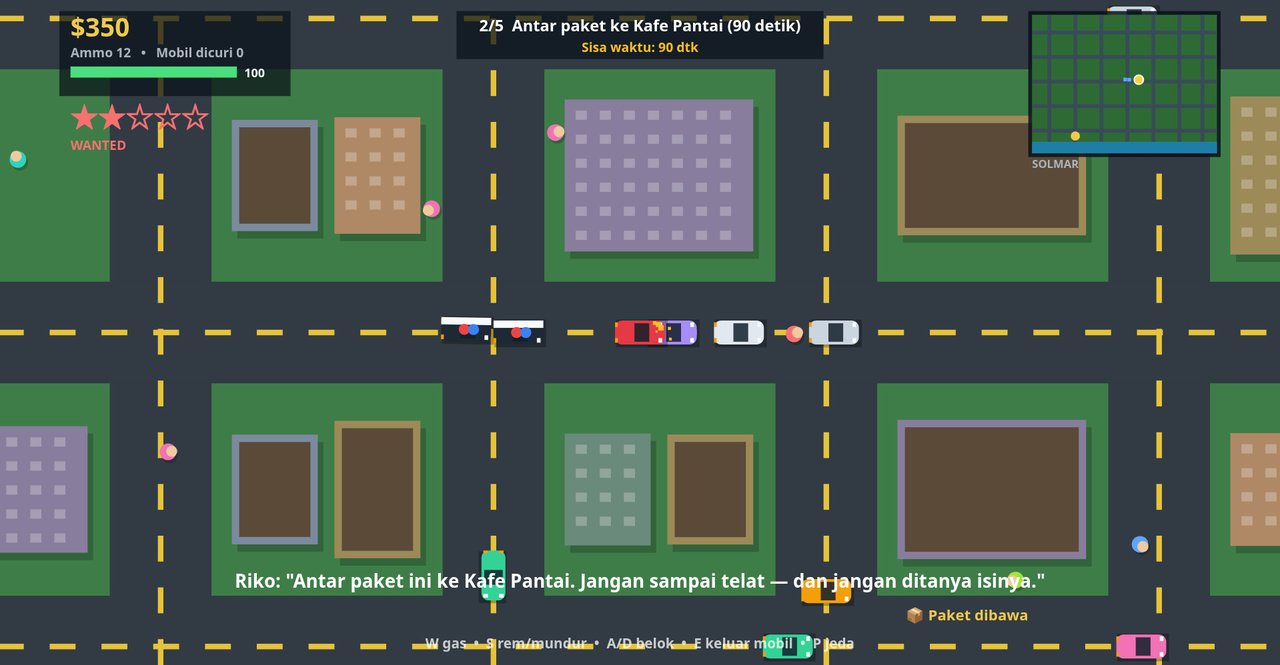 $350
Ammo 12 • Mobil dicuri 0
100
WANTED
2/5 Antar paket ke Kafe Pantai (90 detik)
Sisa waktu: 90 dtk
SOLMAR
Riko: "Antar paket ini ke Kafe Pantai. Jangan sampai telat — dan jangan ditanya isinya."
📦 Paket dibawa
W gas • S rem/mundur • A/D belok • E keluar mobil • P jeda